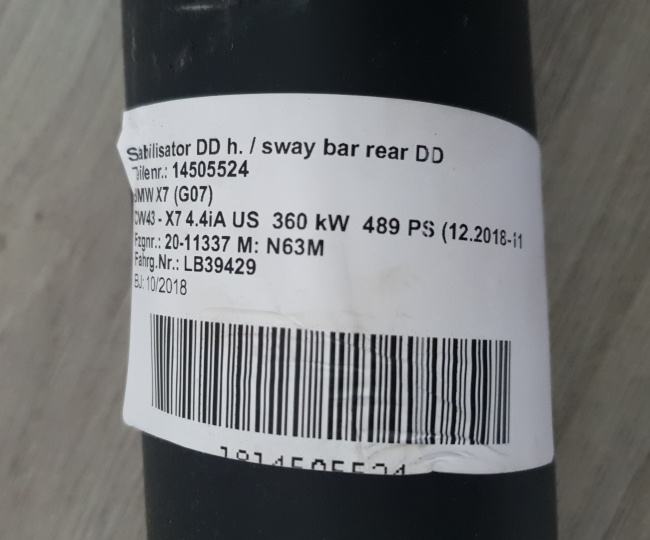 Stabilisator DD h. / sway bar rear DD
Teilenr.: 14505524
BMW X7 (G07)
CW43 - X7 4.4iA US 360 kW 489 PS (12.2018-11
Fzgnr.: 20-11337 M: N63M
Fahrg.Nr.: LB39429
BJ: 10/2018
1814505524